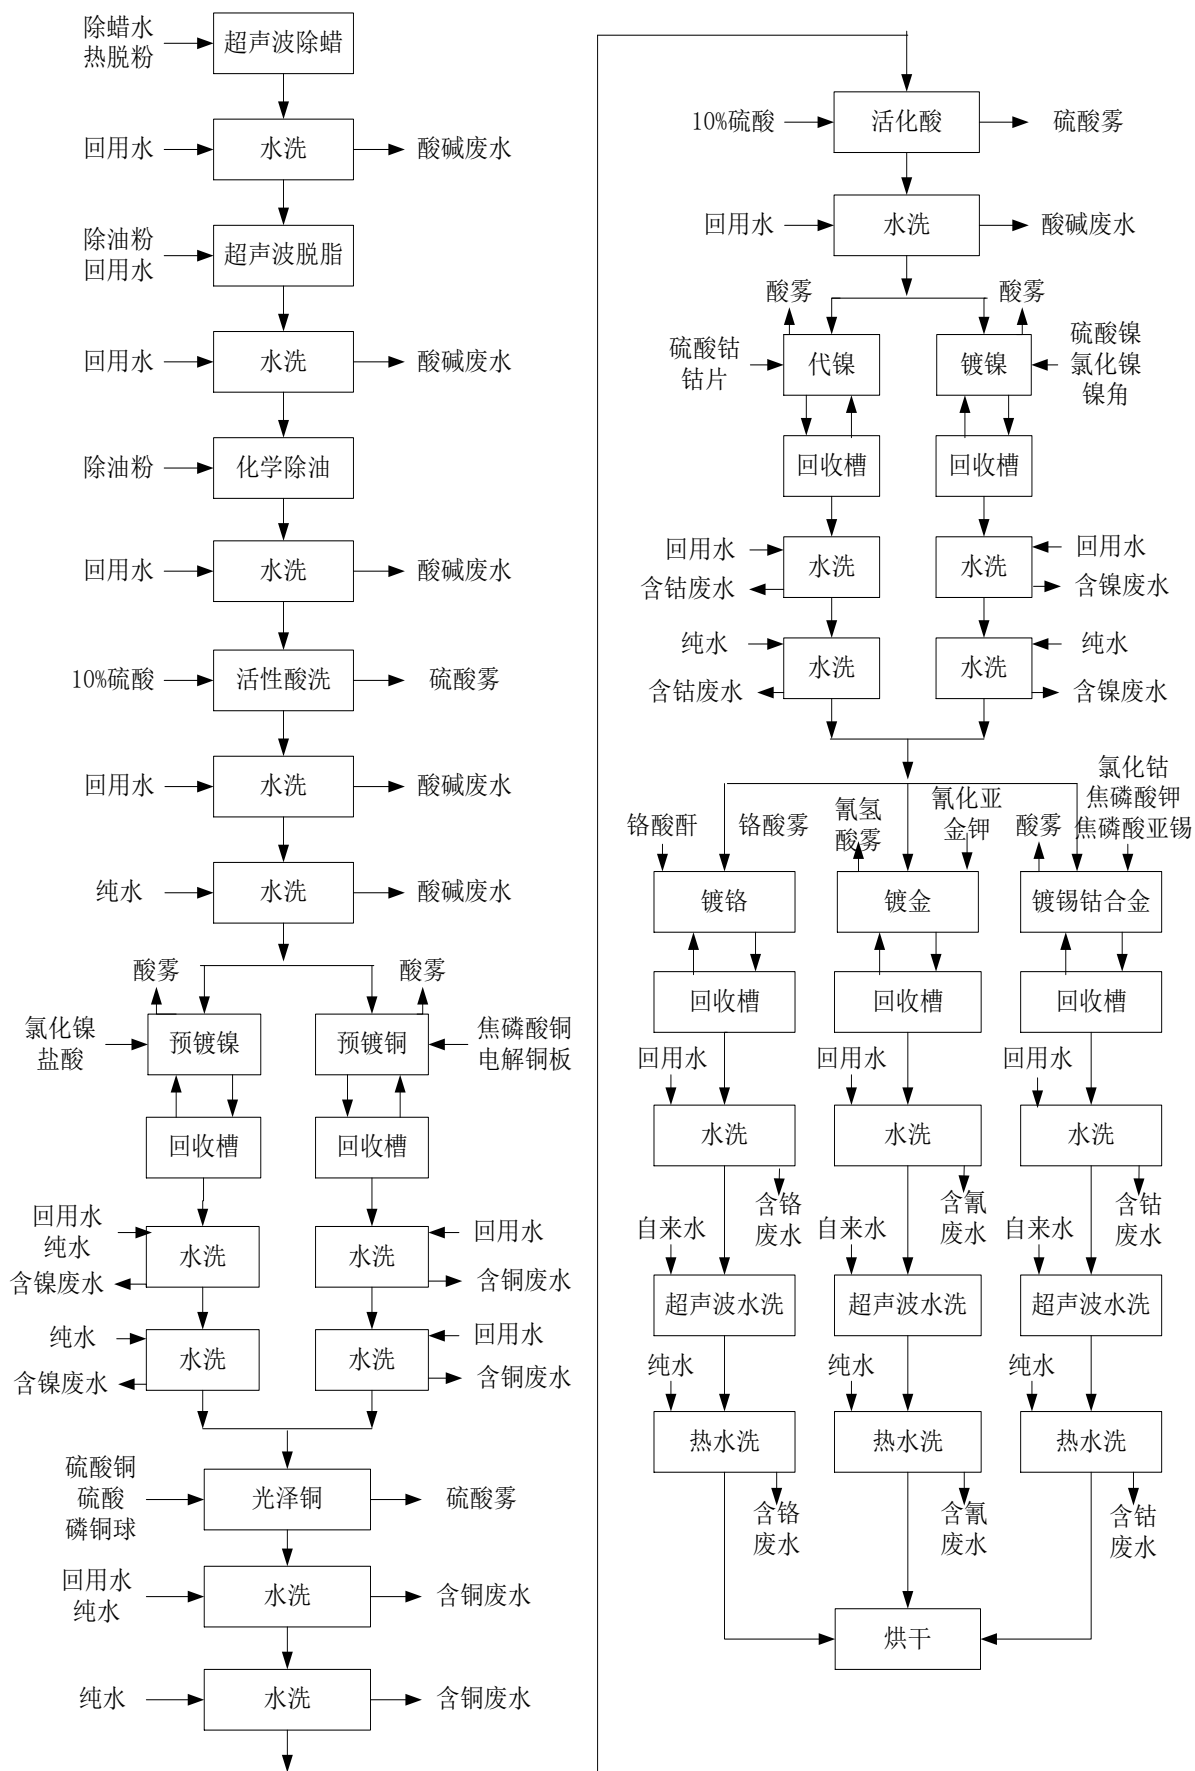 除蜡水
热脱粉
超声波除蜡
回用水
水洗
酸碱废水
除油粉
回用水
超声波脱脂
回用水
水洗
酸碱废水
除油粉
化学除油
回用水
水洗
酸碱废水
10%硫酸
活性酸洗
硫酸雾
回用水
水洗
酸碱废水
纯水
水洗
酸碱废水
酸雾
酸雾
氯化镍
盐酸
预镀镍
预镀铜
焦磷酸铜
电解铜板
回收槽
回收槽
回用水
纯水
含镍废水
水洗
水洗
回用水
含铜废水
纯水
含镍废水
水洗
水洗
回用水
含铜废水
硫酸铜
硫酸
磷铜球
光泽铜
硫酸雾
回用水
纯水
水洗
含铜废水
纯水
水洗
含铜废水
10%硫酸
活化酸
硫酸雾
回用水
水洗
酸碱废水
酸雾
酸雾
硫酸钴
钴片
代镍
镀镍
硫酸镍
氯化镍
镍角
回收槽
回收槽
回用水
含钴废水
水洗
水洗
回用水
含镍废水
纯水
含钴废水
水洗
水洗
纯水
含镍废水
铬酸酐
铬酸雾
氰氢
酸雾
氰化亚
金钾
酸雾
氯化钴
焦磷酸钾
焦磷酸亚锡
镀铬
镀金
镀锡钴合金
回收槽
回收槽
回收槽
回用水
回用水
回用水
水洗
水洗
水洗
含铬
废水
含氰
废水
含钴
废水
自来水
自来水
自来水
超声波水洗
超声波水洗
超声波水洗
纯水
纯水
纯水
热水洗
热水洗
热水洗
含铬
废水
含氰
废水
含钴
废水
烘干